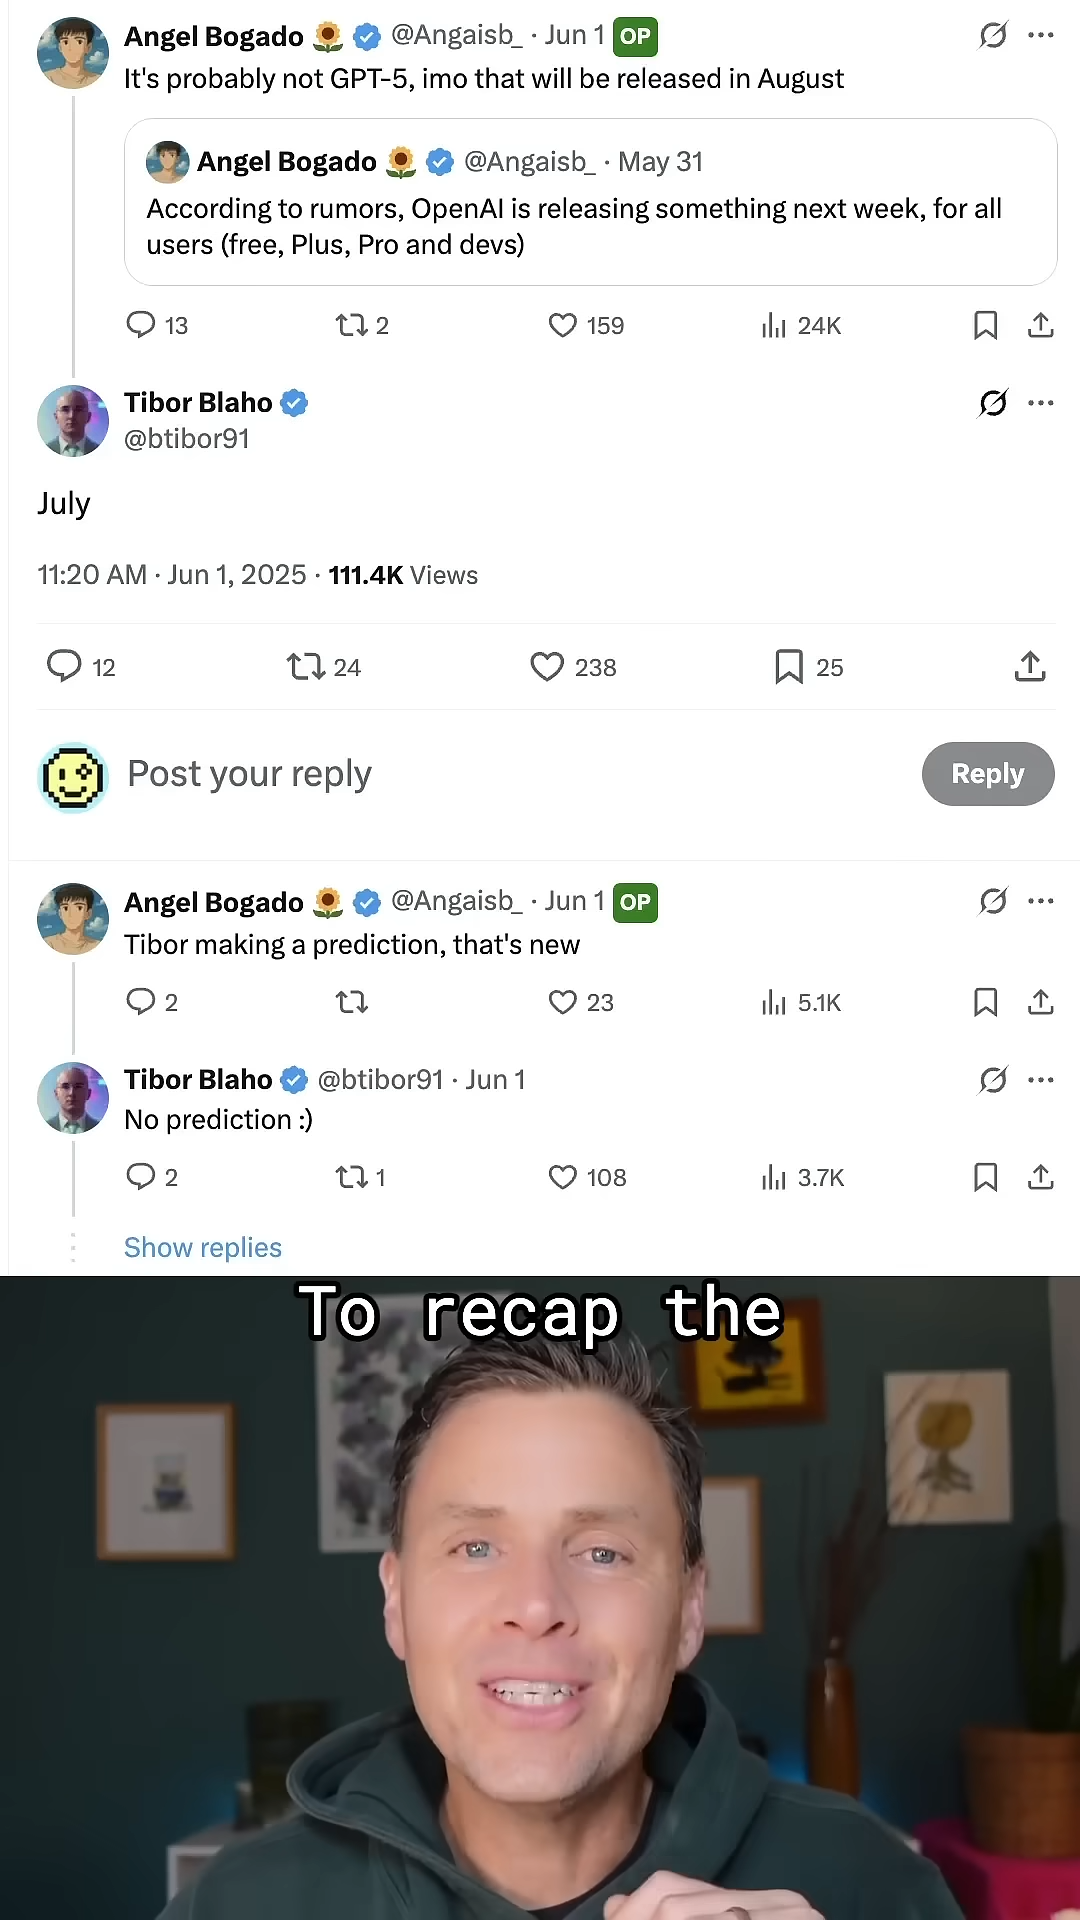 Angel Bogado 🌻 @Angaisb_ · Jun 1 OP
It's probably not GPT-5, imo that will be released in August
Angel Bogado 🌻 @Angaisb_ · May 31
According to rumors, OpenAI is releasing something next week, for all
users (free, Plus, Pro and devs)
13 2 159 24K
Tibor Blaho
@btibor91
July
11:20 AM · Jun 1, 2025 · 111.4K Views
12 24 238 25
Post your reply
Reply
Angel Bogado 🌻 @Angaisb_ · Jun 1 OP
Tibor making a prediction, that's new
2 23 5.1K
Tibor Blaho @btibor91 · Jun 1
No prediction :)
2 1 108 3.7K
Show replies
To recap the